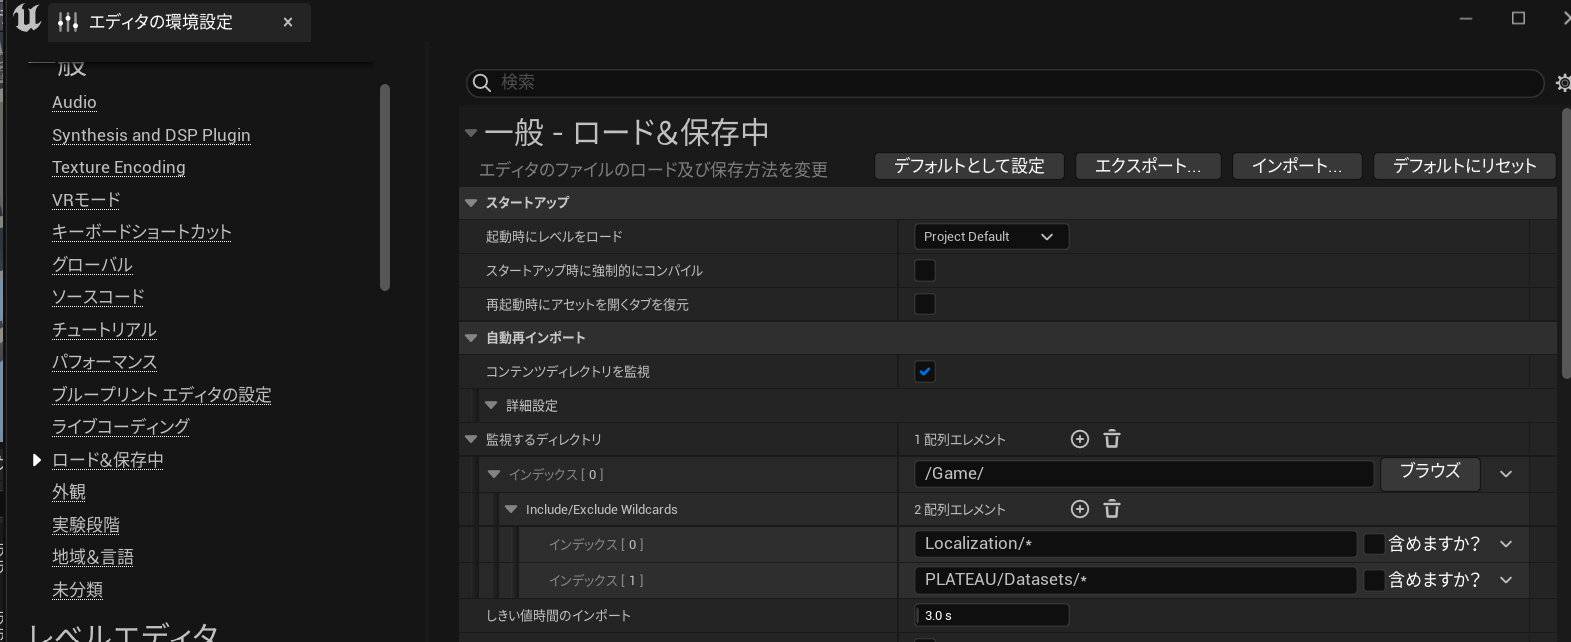 エディタの環境設定
一般
Audio
Synthesis and DSP Plugin
Texture Encoding
VRモード
キーボードショートカット
グローバル
ソースコード
チュートリアル
パフォーマンス
ブループリント エディタの設定
ライブコーディング
ロード&保存中
外観
実験段階
地域&言語
未分類
レベルエディタ
検索
一般 - ロード&保存中
エディタのファイルのロード及び保存方法を変更
デフォルトとして設定
エクスポート...
インポート...
デフォルトにリセット
スタートアップ
起動時にレベルをロード Project Default
スタートアップ時に強制的にコンパイル
再起動時にアセットを開くタブを復元
自動再インポート
コンテンツディレクトリを監視
詳細設定
監視するディレクトリ 1 配列エレメント
インデックス [ 0 ] /Game/ ブラウズ
Include/Exclude Wildcards 2 配列エレメント
インデックス [ 0 ] Localization/* 含めますか?
インデックス [ 1 ] PLATEAU/Datasets/* 含めますか?
しきい値時間のインポート 3.0 s